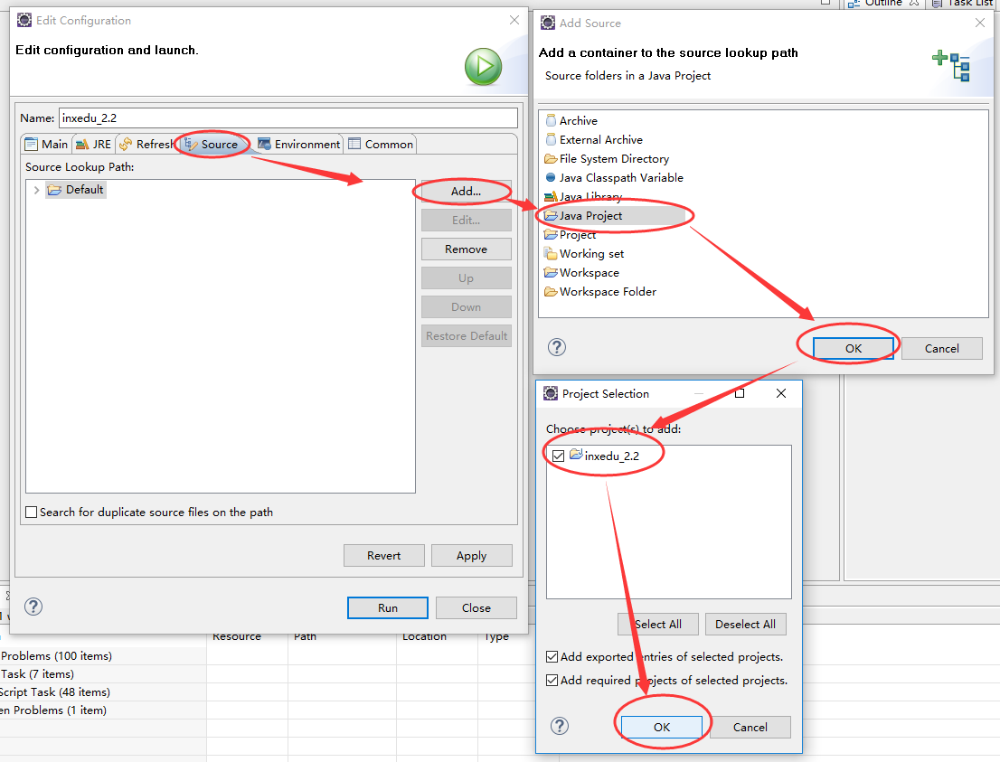 Outline
Task List
Edit Configuration
Edit configuration and launch.
Name: inxedu_2.2
Main JRE Refresh Source Environment Common
Source Lookup Path:
Default
Add...
Edit...
Remove
Up
Down
Restore Default
Search for duplicate source files on the path
Revert Apply
Run Close
Add Source
Add a container to the source lookup path
Source folders in a Java Project
Archive
External Archive
File System Directory
Java Classpath Variable
Java Library
Java Project
Project
Working set
Workspace
Workspace Folder
OK Cancel
Project Selection
Choose project(s) to add:
inxedu_2.2
Select All Deselect All
Add exported entries of selected projects.
Add required projects of selected projects.
OK Cancel
Resource Path Location Type
Problems (100 items)
Task (7 items)
Script Task (48 items)
en Problems (1 item)